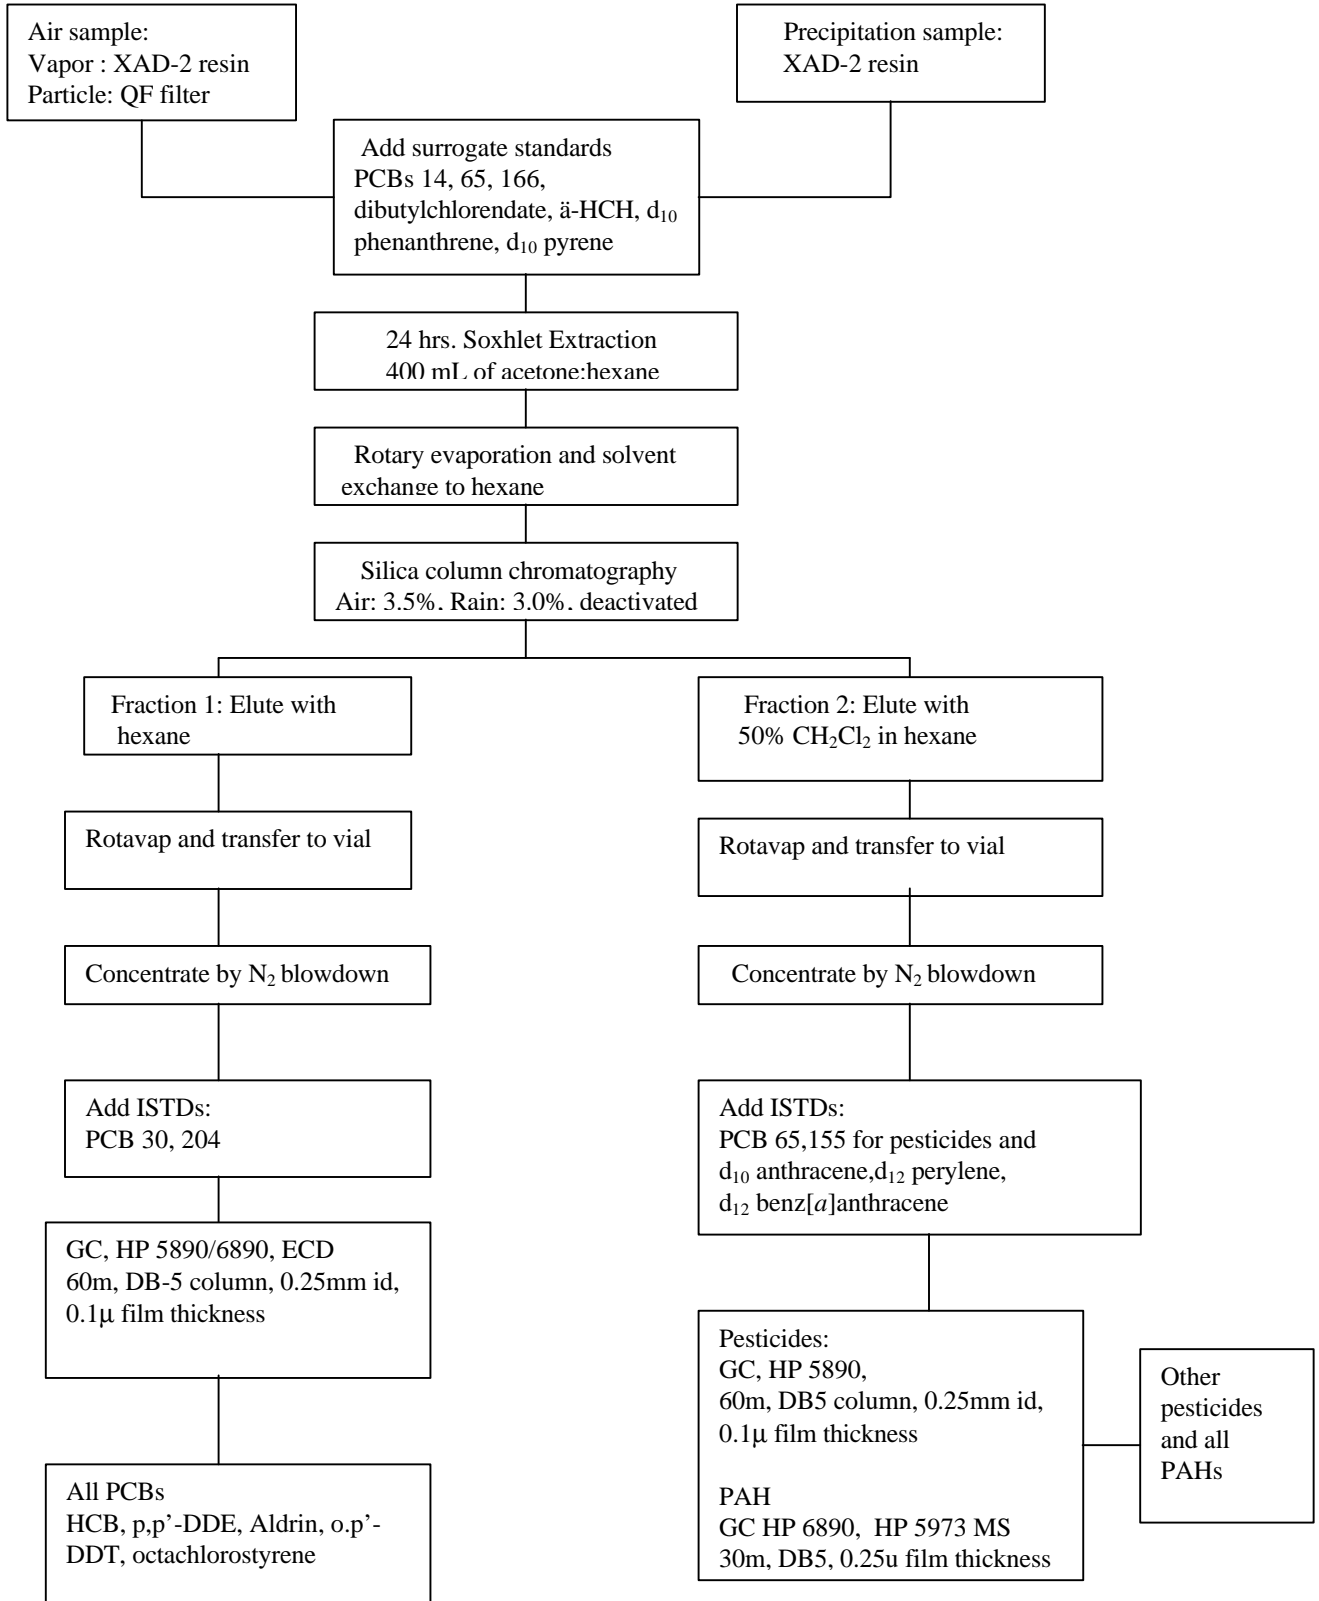 Air sample:
Vapor : XAD-2 resin
Particle: QF filter
Precipitation sample:
XAD-2 resin
Add surrogate standards
PCBs 14, 65, 166,
dibutylchlorendate, ä-HCH, d10
phenanthrene, d10 pyrene
24 hrs. Soxhlet Extraction
400 mL of acetone:hexane
Rotary evaporation and solvent
exchange to hexane
Silica column chromatography
Air: 3.5%, Rain: 3.0%, deactivated
Fraction 1: Elute with
hexane
Rotavap and transfer to vial
Concentrate by N2 blowdown
Add ISTDs:
PCB 30, 204
GC, HP 5890/6890, ECD
60m, DB-5 column, 0.25mm id,
0.1µ film thickness
All PCBs
HCB, p,p’-DDE, Aldrin, o.p’-
DDT, octachlorostyrene
Fraction 2: Elute with
50% CH2Cl2 in hexane
Rotavap and transfer to vial
Concentrate by N2 blowdown
Add ISTDs:
PCB 65,155 for pesticides and
d10 anthracene,d12 perylene,
d12 benz[a]anthracene
Pesticides:
GC, HP 5890,
60m, DB5 column, 0.25mm id,
0.1µ film thickness
PAH
GC HP 6890, HP 5973 MS
30m, DB5, 0.25u film thickness
Other
pesticides
and all
PAHs